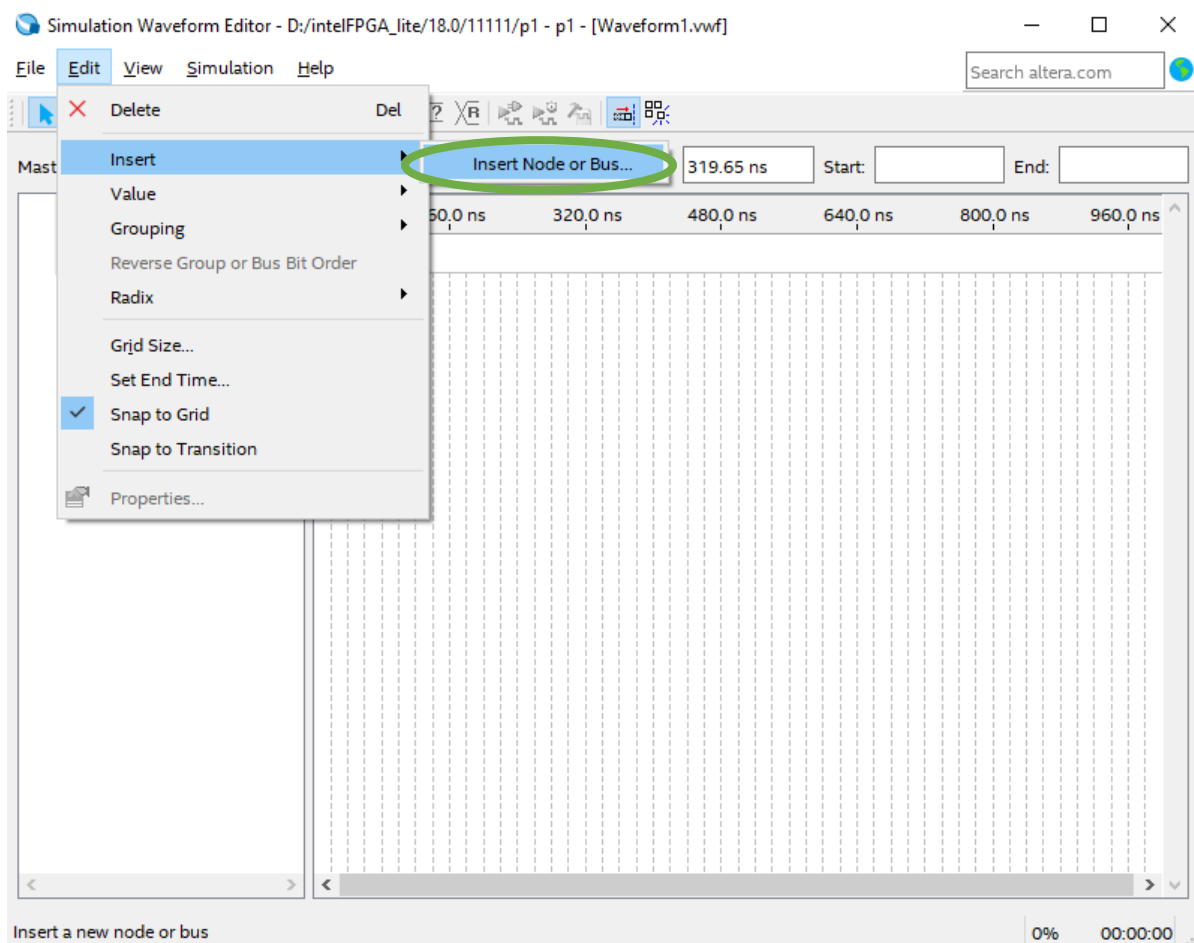 Simulation Waveform Editor - D:/intelFPGA_lite/18.0/11111/p1 - p1 - [Waveform1.vwf]
File Edit View Simulation Help
Search altera.com
Delete Del
Insert
Insert Node or Bus...
Mast
319.65 ns Start: End:
Value
60.0 ns 320.0 ns 480.0 ns 640.0 ns 800.0 ns 960.0 ns
Grouping
Reverse Group or Bus Bit Order
Radix
Grid Size...
Set End Time...
Snap to Grid
Snap to Transition
Properties...
Insert a new node or bus 0% 00:00:00